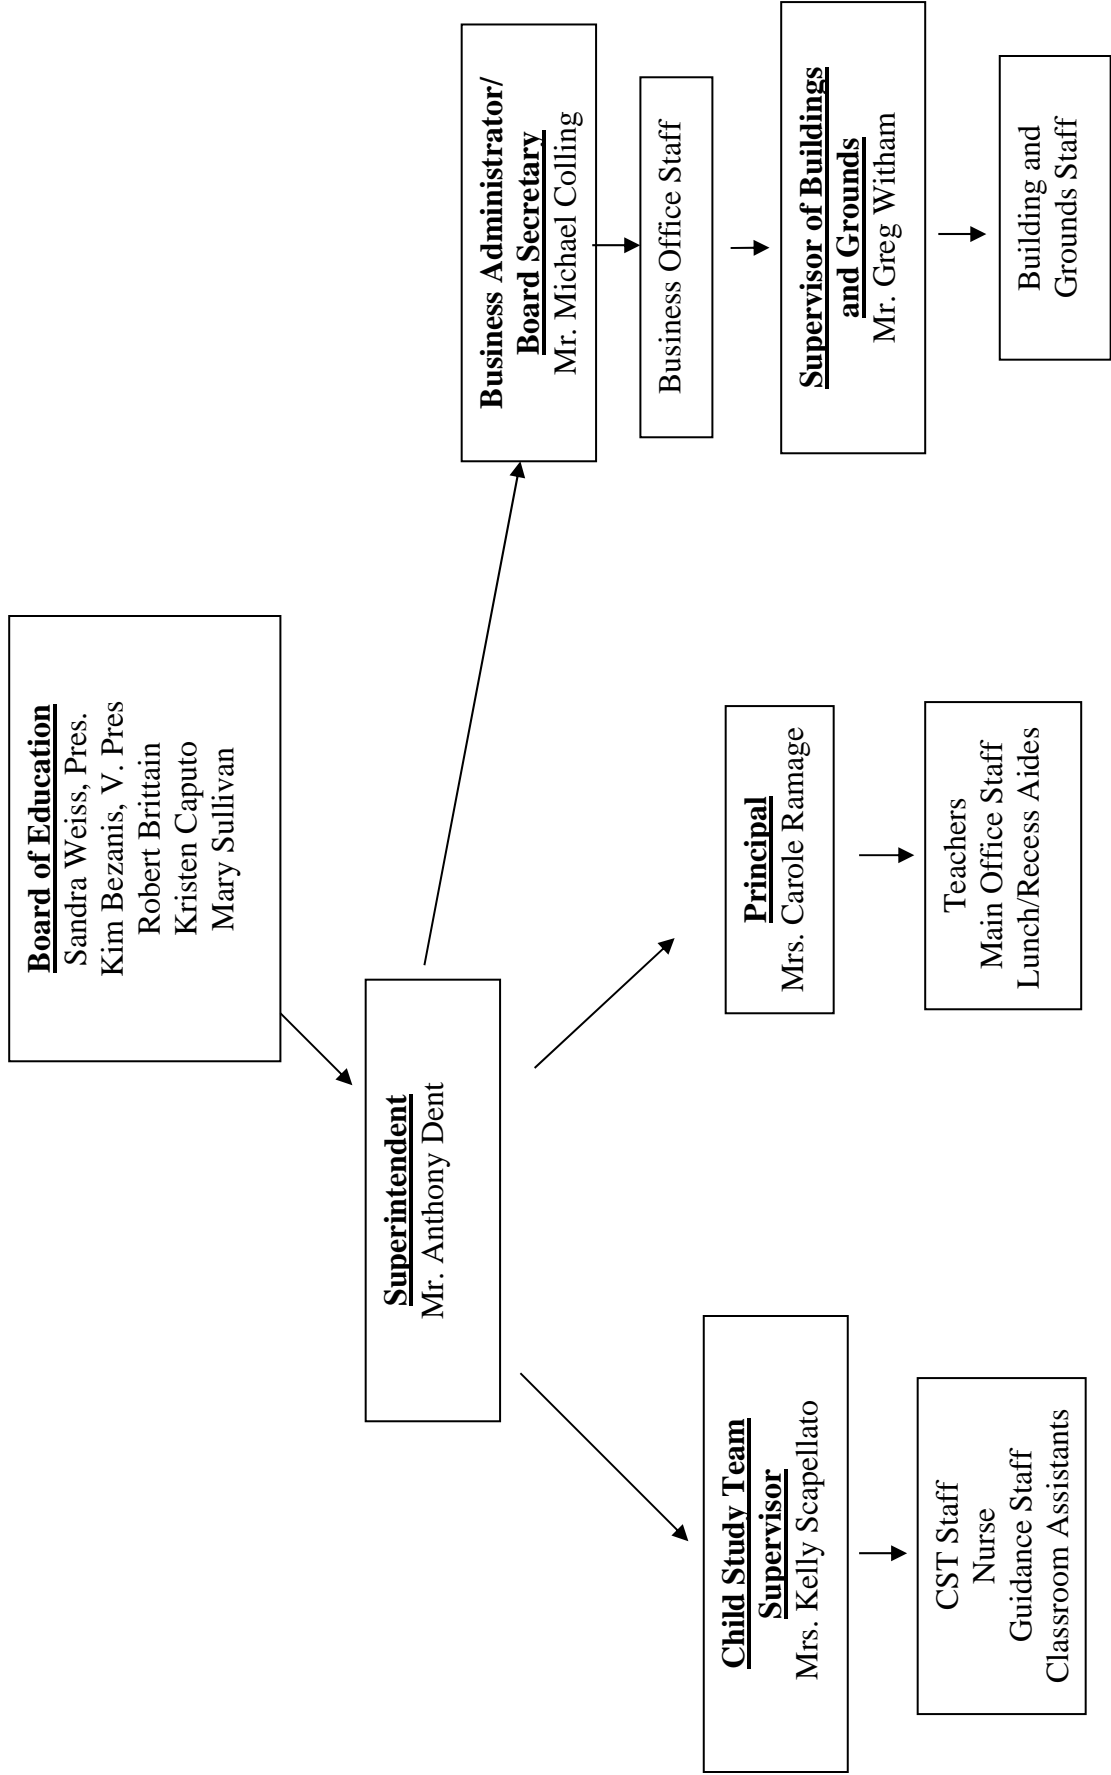 Board of Education
Sandra Weiss, Pres.
Kim Bezanis, V. Pres
Robert Brittain
Kristen Caputo
Mary Sullivan
Superintendent
Mr. Anthony Dent
Child Study Team
Supervisor
Mrs. Kelly Scapellato
CST Staff
Nurse
Guidance Staff
Classroom Assistants
Principal
Mrs. Carole Ramage
Teachers
Main Office Staff
Lunch/Recess Aides
Business Administrator/
Board Secretary
Mr. Michael Colling
Business Office Staff
Supervisor of Buildings
and Grounds
Mr. Greg Witham
Building and
Grounds Staff